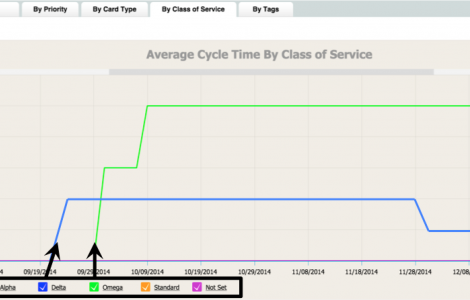 By Priority By Card Type By Class of Service By Tags
Average Cycle Time By Class of Service
09/19/2014 09/29/2014 10/09/2014 10/19/2014 10/29/2014 11/08/2014 11/18/2014 11/28/2014 12/08/
Alpha Delta Omega Standard Not Set